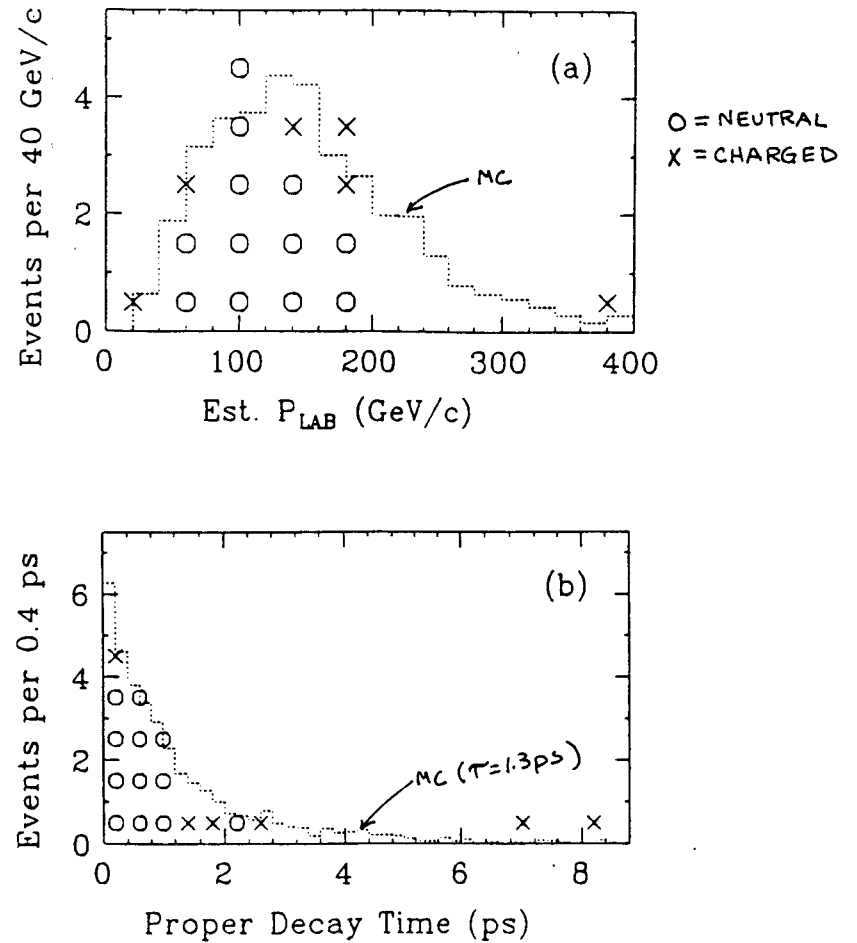 Events per 40 GeV/c
4
2
0
(a)
O = NEUTRAL
X = CHARGED
MC
0 100 200 300 400
Est. P_LAB (GeV/c)
Events per 0.4 ps
6
4
2
0
(b)
MC (τ=1.3ps)
0 2 4 6 8
Proper Decay Time (ps)